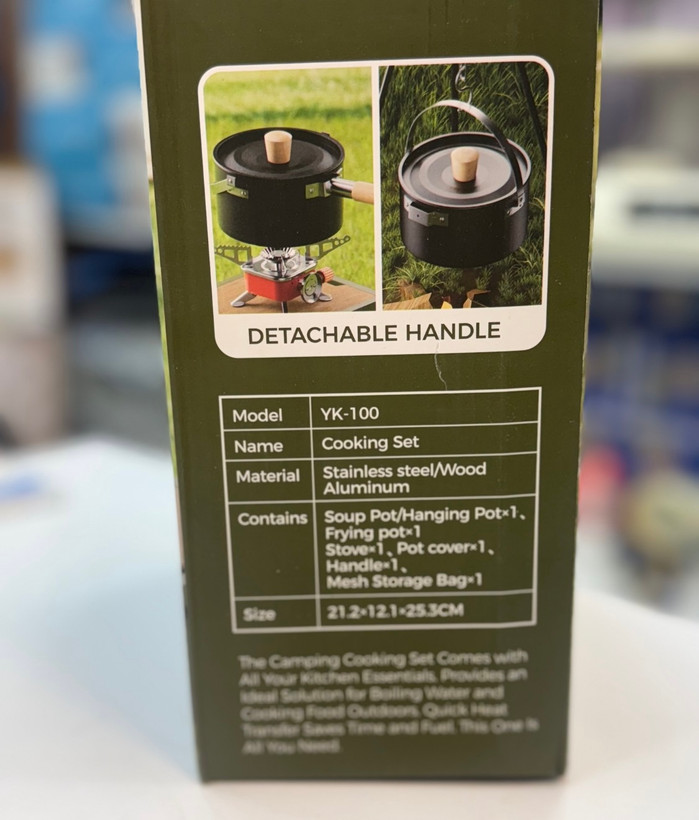 DETACHABLE HANDLE
Model YK-100
Name Cooking Set
Material Stainless steel/Wood
Aluminum
Contains Soup Pot/Hanging Pot×1、
Frying pot×1
Stove×1、Pot cover×1、
Handle×1、
Mesh Storage Bag×1
Size 21.2×12.1×25.3CM
The Camping Cooking Set Comes with
All Your Kitchen Essentials. Provides an
Ideal Solution for Boiling Water and
Cooking Food Outdoors. Quick Heat
Transfer Saves Time and Fuel. This One is
All You Need.